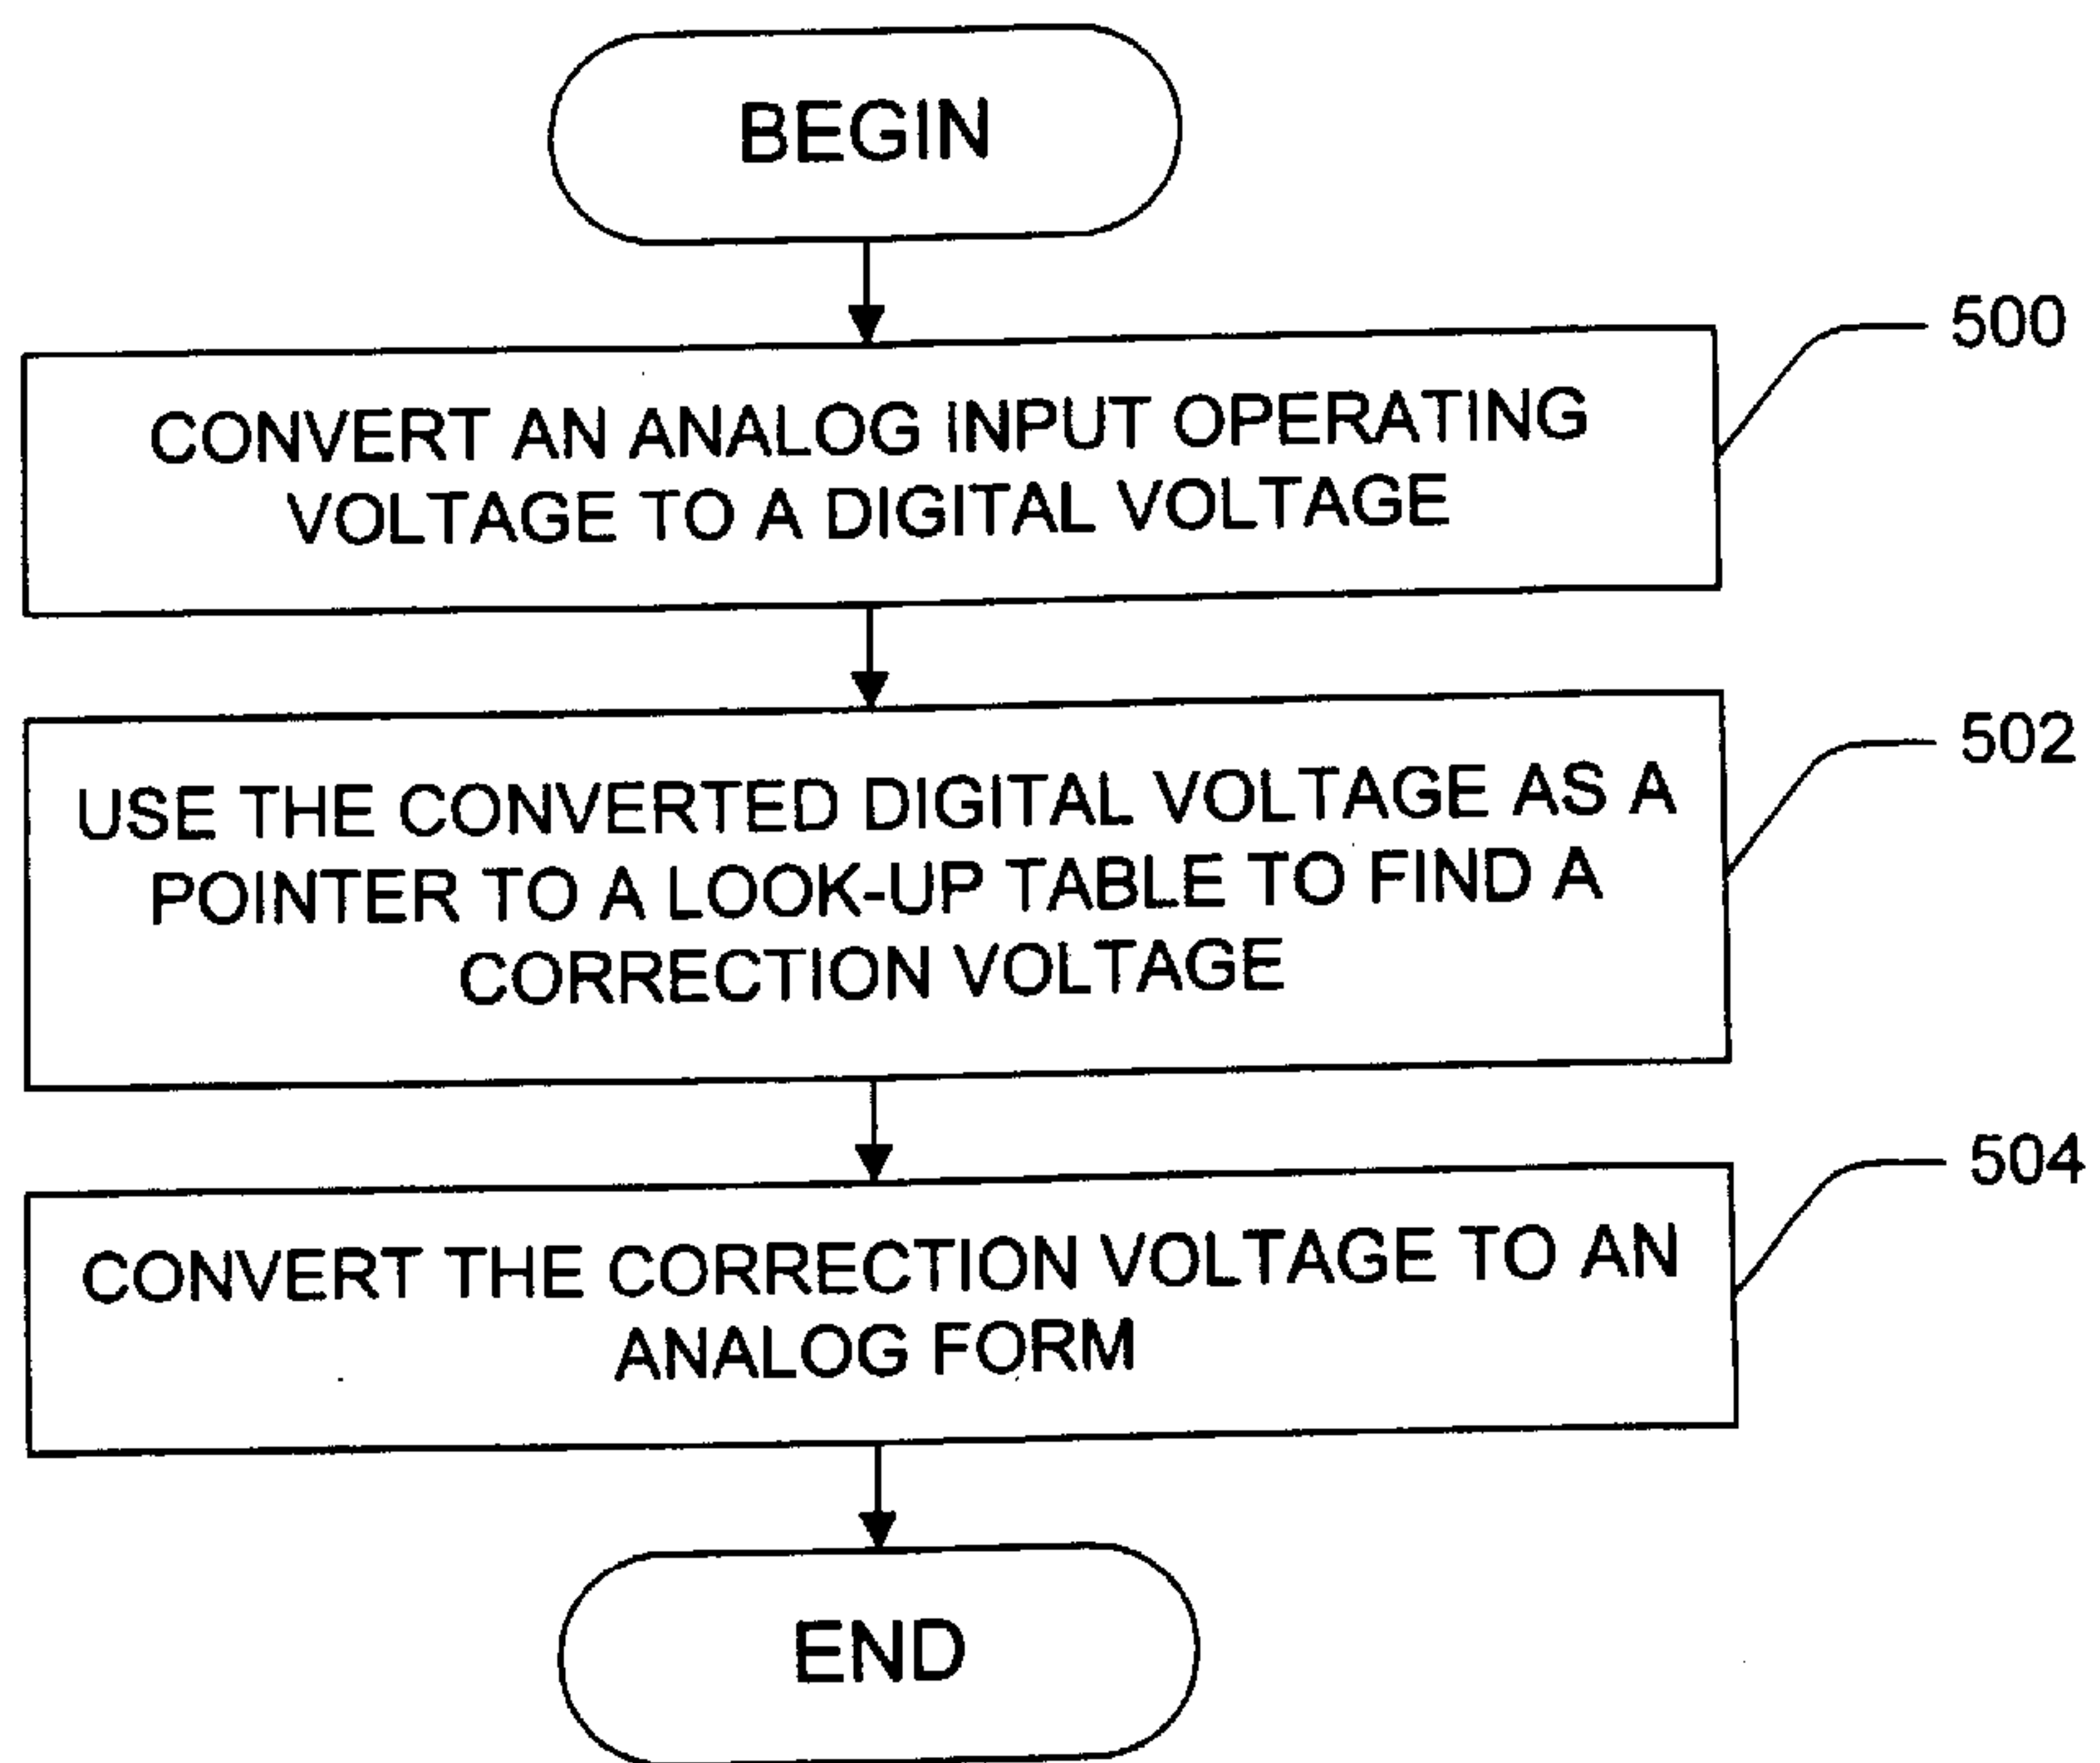 BEGIN
500
CONVERT AN ANALOG INPUT OPERATING
VOLTAGE TO A DIGITAL VOLTAGE
502
USE THE CONVERTED DIGITAL VOLTAGE AS A
POINTER TO A LOOK-UP TABLE TO FIND A
CORRECTION VOLTAGE
504
CONVERT THE CORRECTION VOLTAGE TO AN
ANALOG FORM
END